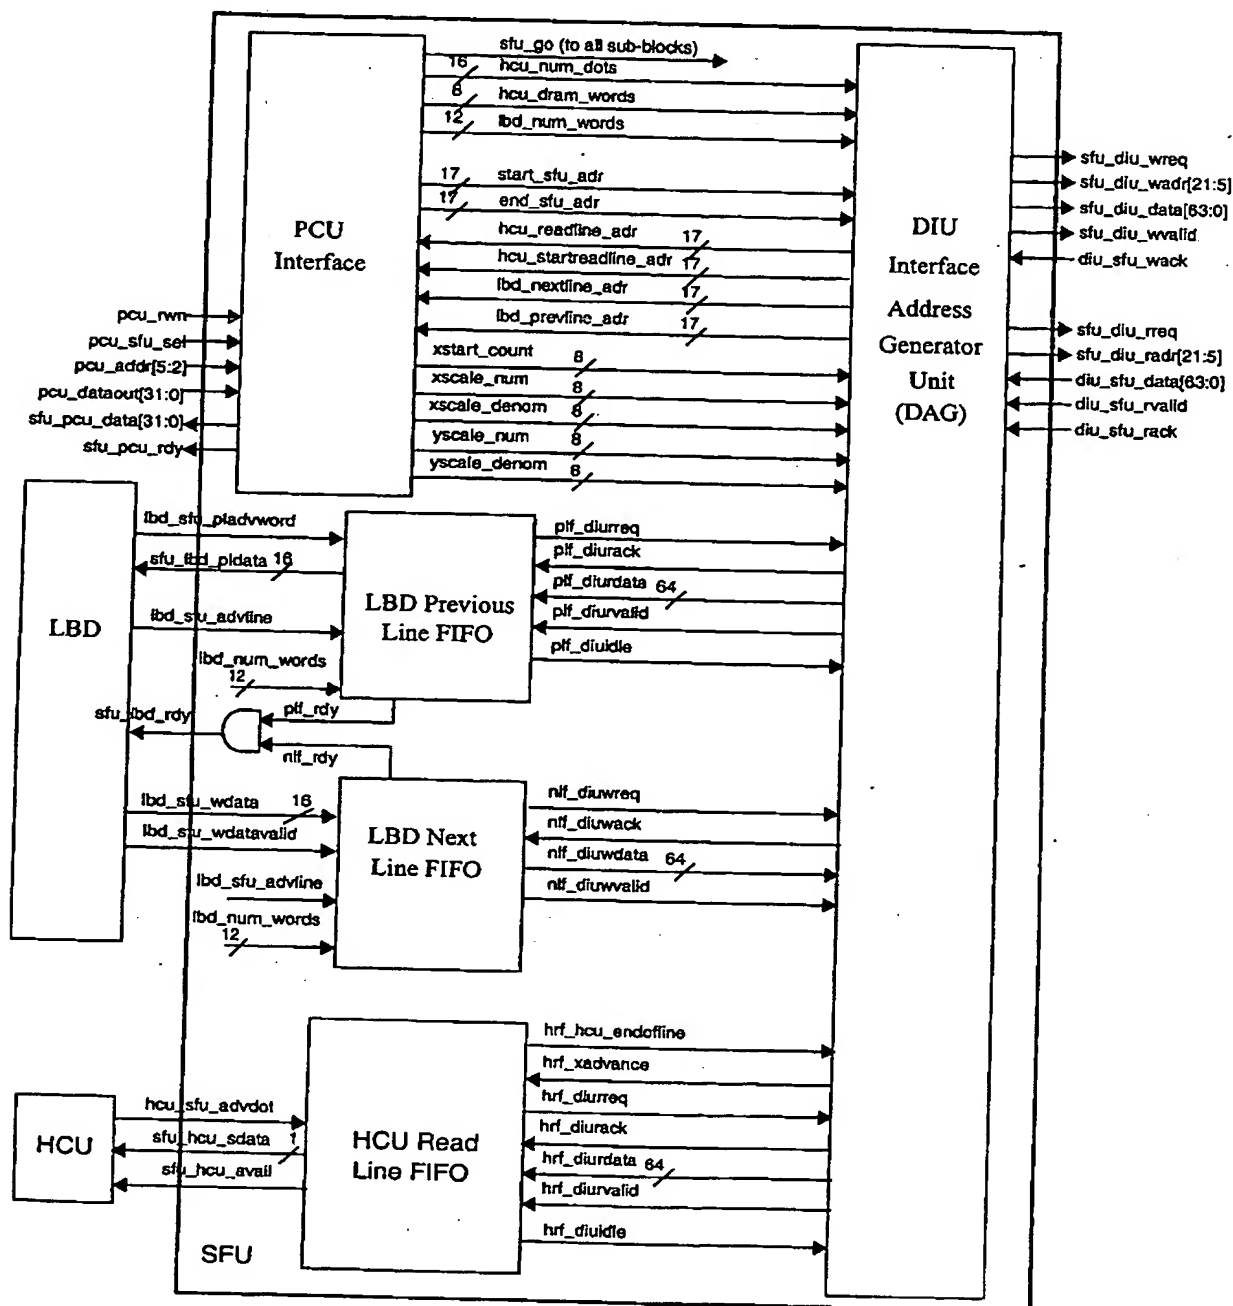 sfu_go (to all sub-blocks)
16 hcu_num_dots
8 hcu_dram_words
12 lbd_num_words
17 start_sfu_adr
17 end_sfu_adr
hcu_readline_adr 17
hcu_startreadline_adr 17
lbd_nextline_adr 17
lbd_prevline_adr 17
xstart_count 8
xscale_num 8
xscale_denom 8
yscale_num 8
yscale_denom 8
PCU
Interface
pcu_rwn
pcu_sfu_sel
pcu_addr[5:2]
pcu_dataout[31:0]
sfu_pcu_data[31:0]
sfu_pcu_rdy
DIU
Interface
Address
Generator
Unit
(DAG)
sfu_diu_wreq
sfu_diu_wadr[21:5]
sfu_diu_data[63:0]
sfu_diu_wvalid
diu_sfu_wack
sfu_diu_rreq
sfu_diu_radr[21:5]
diu_sfu_data[63:0]
diu_sfu_rvalid
diu_sfu_rack
LBD
lbd_sfu_pladvword
sfu_lbd_pldata 16
lbd_sfu_advline
lbd_num_words
12
LBD Previous
Line FIFO
plf_diurreq
plf_diurack
plf_diurdata 64
plf_diurvalid
plf_diuidle
sfu_lbd_rdy
plf_rdy
nlf_rdy
lbd_sfu_wdata 16
lbd_sfu_wdatavalid
lbd_sfu_advline
lbd_num_words
12
LBD Next
Line FIFO
nlf_diuwreq
nlf_diuwack
nlf_diuwdata 64
nlf_diuwvalid
HCU
hcu_sfu_advdot
sfu_hcu_sdata 1
sfu_hcu_avail
HCU Read
Line FIFO
hrf_hcu_endofline
hrf_xadvance
hrf_diurreq
hrf_diurack
hrf_diurdata 64
hrf_diurvalid
hrf_diuidle
SFU